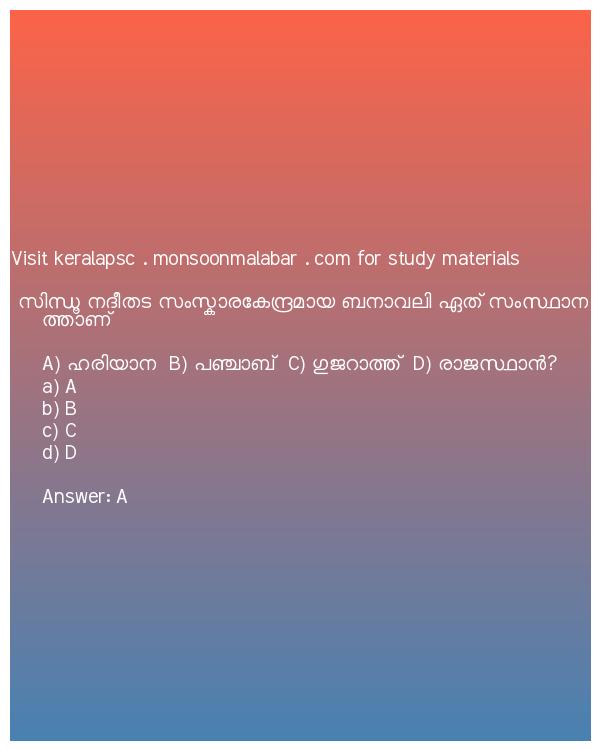 Visit keralapsc . monsoonmalabar . com for study materials
സിന്ധൂ നദീതട സംസ്കാരകേന്ദ്രമായ ബനാവലി ഏത് സംസ്ഥാന
ത്താണ്
A) ഹരിയാന B) പഞ്ചാബ് C) ഗുജറാത്ത് D) രാജസ്ഥാൻ?
a) A
b) B
c) C
d) D
Answer: A